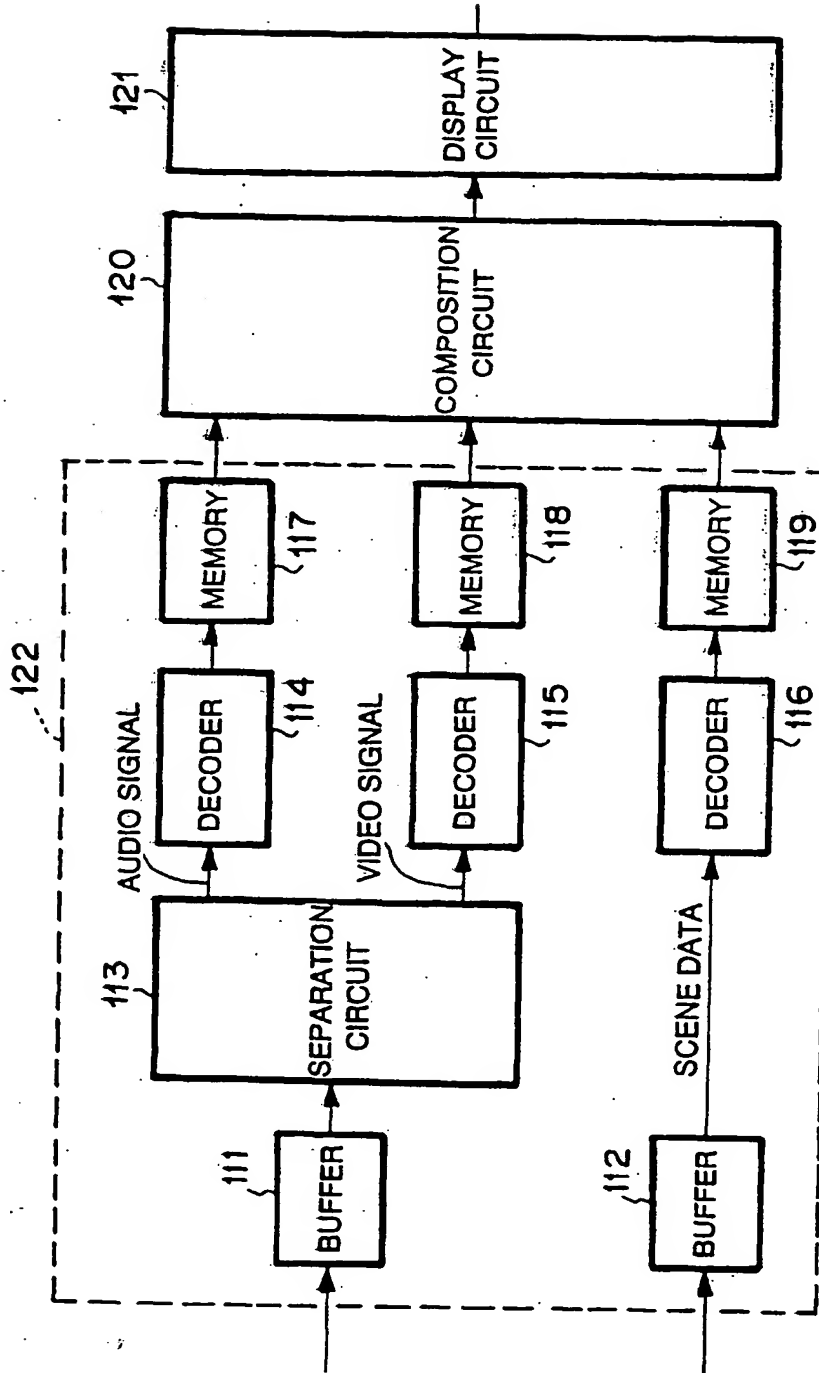 122
111
BUFFER
113
SEPARATION
CIRCUIT
AUDIO SIGNAL
DECODER
114
MEMORY
117
VIDEO SIGNAL
DECODER
115
MEMORY
118
112
BUFFER
SCENE DATA
DECODER
116
MEMORY
119
120
COMPOSITION
CIRCUIT
121
DISPLAY
CIRCUIT